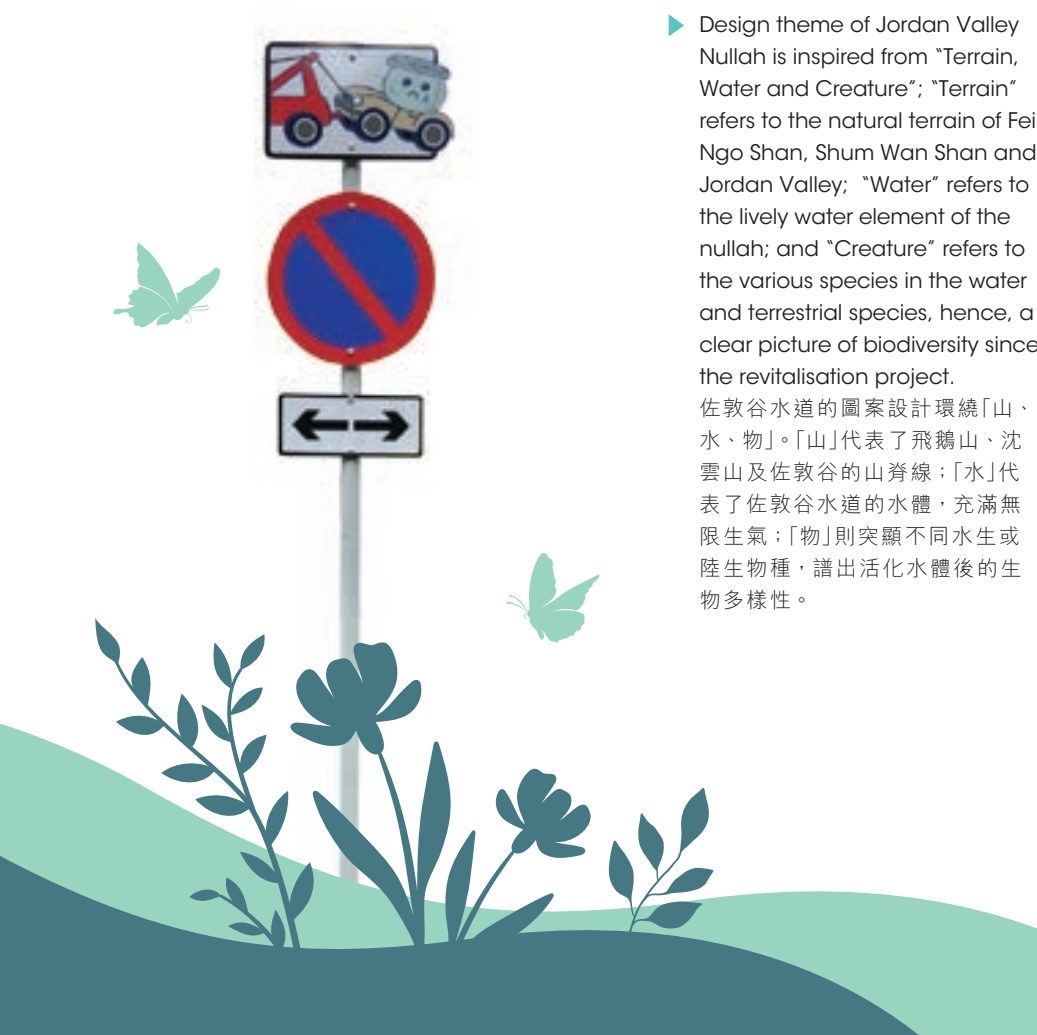 Design theme of Jordan Valley
Nullah is inspired from “Terrain,
Water and Creature”; “Terrain”
refers to the natural terrain of Fei
Ngo Shan, Shum Wan Shan and
Jordan Valley;  “Water” refers to
the lively water element of the
nullah; and “Creature” refers to
the various species in the water
and terrestrial species, hence, a
clear picture of biodiversity since
the revitalisation project.
佐敦谷水道的圖案設計環繞「山、
水、物」。「山」代表了飛鵝山、沈
雲山及佐敦谷的山脊線；「水」代
表了佐敦谷水道的水體，充滿無
限生氣；「物」則突顯不同水生或
陸生物種，譜出活化水體後的生
物多樣性。